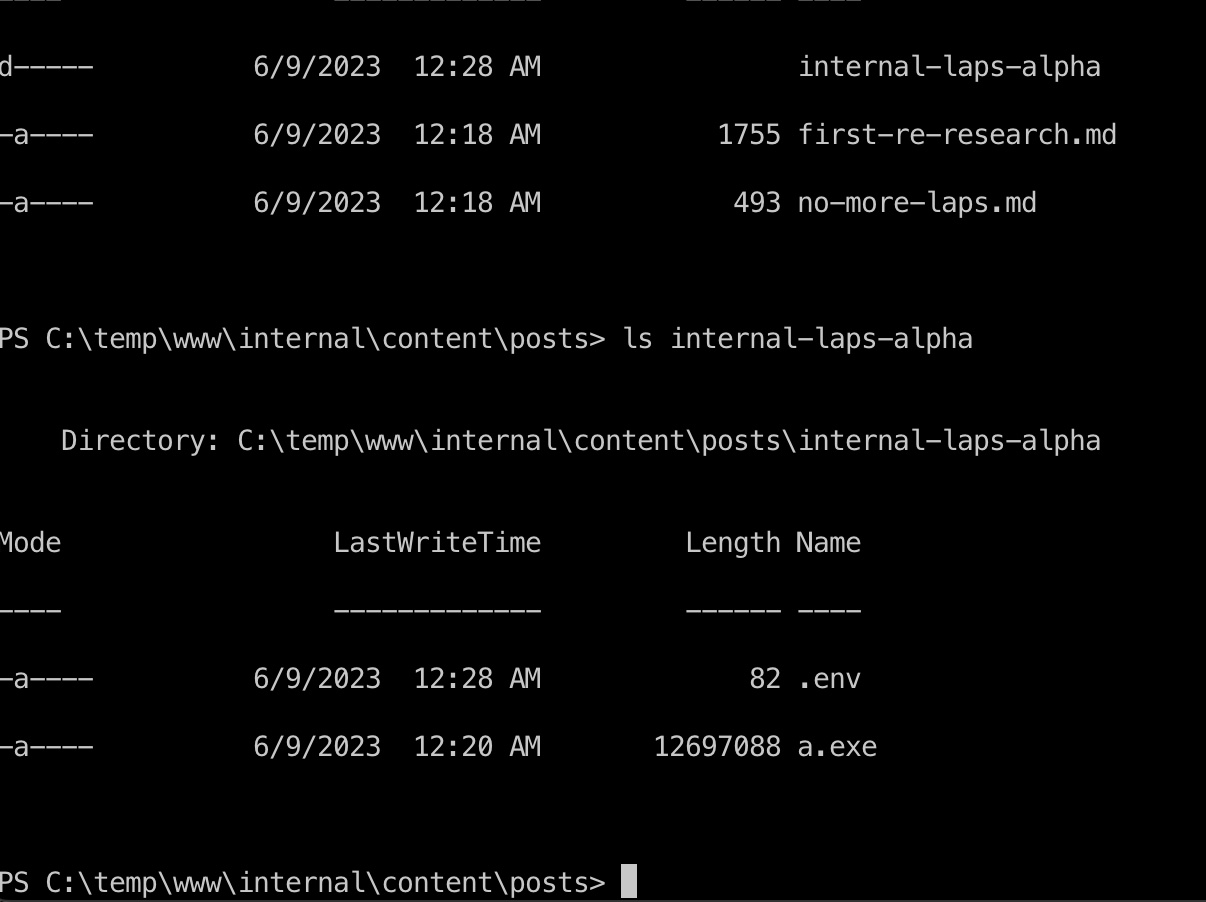 d-----         6/9/2023  12:28 AM                internal-laps-alpha
-a----         6/9/2023  12:18 AM           1755 first-re-research.md
-a----         6/9/2023  12:18 AM            493 no-more-laps.md
PS C:\temp\www\internal\content\posts> ls internal-laps-alpha
    Directory: C:\temp\www\internal\content\posts\internal-laps-alpha
Mode                 LastWriteTime         Length Name
----                 -------------         ------ ----
-a----         6/9/2023  12:28 AM             82 .env
-a----         6/9/2023  12:20 AM       12697088 a.exe
PS C:\temp\www\internal\content\posts>